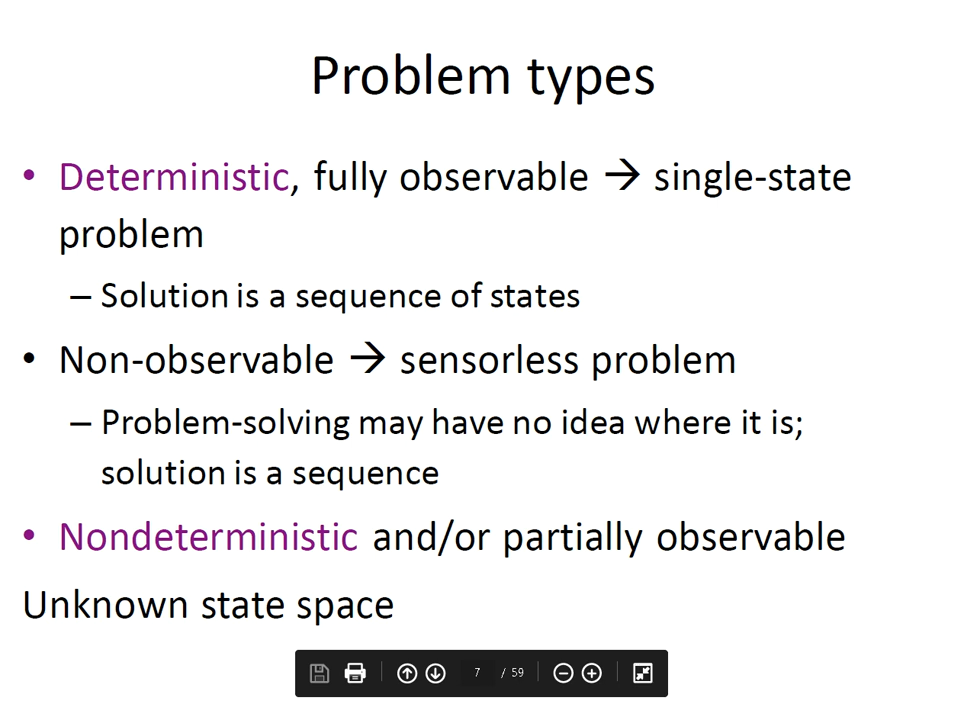 Problem types
• Deterministic, fully observable → single-state
problem
– Solution is a sequence of states
• Non-observable → sensorless problem
– Problem-solving may have no idea where it is;
solution is a sequence
• Nondeterministic and/or partially observable
Unknown state space
7 / 59